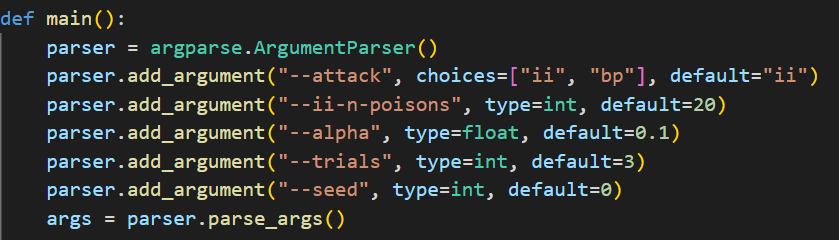 def main():
    parser = argparse.ArgumentParser()
    parser.add_argument("--attack", choices=["ii", "bp"], default="ii")
    parser.add_argument("--ii-n-poisons", type=int, default=20)
    parser.add_argument("--alpha", type=float, default=0.1)
    parser.add_argument("--trials", type=int, default=3)
    parser.add_argument("--seed", type=int, default=0)
    args = parser.parse_args()